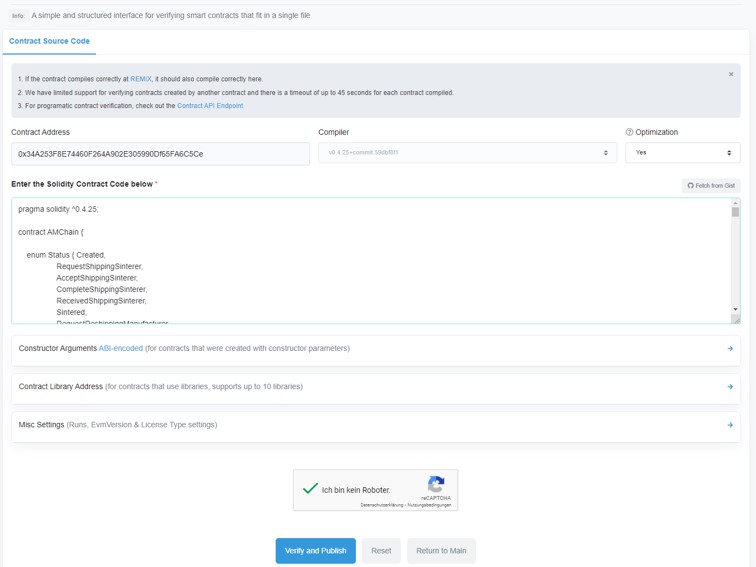 Info: A simple and structured interface for verifying smart contracts that fit in a single file
Contract Source Code
1. If the contract compiles correctly at REMIX, it should also compile correctly here.
2. We have limited support for verifying contracts created by another contract and there is a timeout of up to 45 seconds for each contract compiled.
3. For programatic contract verification, check out the Contract API Endpoint
Contract Address
Compiler
Optimization
0x34A253F8E74460F264A902E305990Df65FA6C5Ce
Yes
Enter the Solidity Contract Code below *
Fetch from Gist
pragma solidity ^0.4.25;
contract AMChain {
enum Status { Created,
RequestShippingSinterer,
AcceptShippingSinterer,
CompleteShippingSinterer,
ReceivedShippingSinterer,
Sintered,
Constructor Arguments ABI-encoded (for contracts that were created with constructor parameters)
Contract Library Address (for contracts that use libraries, supports up to 10 libraries)
Misc Settings (Runs, EvmVersion & License Type settings)
Ich bin kein Roboter.
reCAPTCHA
Datenschutzerklärung - Nutzungsbedingungen
Verify and Publish
Reset
Return to Main